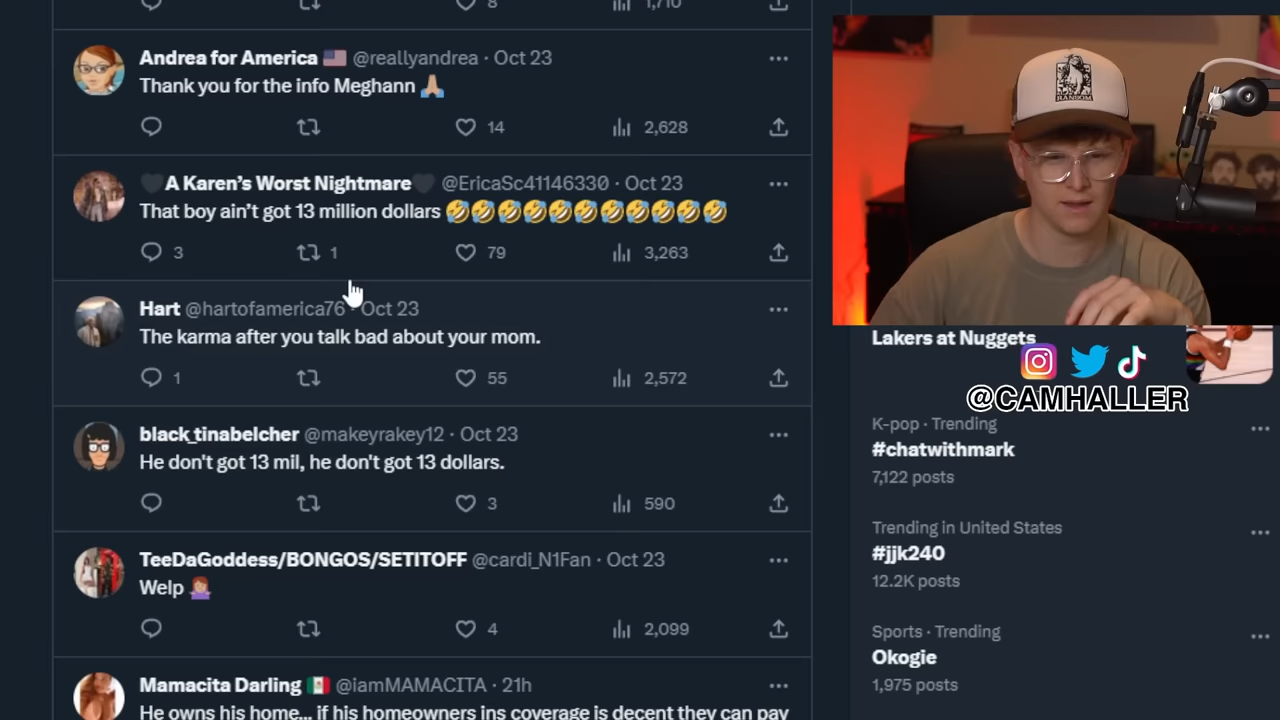 8
1,710
Andrea for America 🇺🇸 @reallyandrea · Oct 23
Thank you for the info Meghann 🙏🏼
14
2,628
🖤A Karen's Worst Nightmare🖤 @EricaSc41146330 · Oct 23
That boy ain't got 13 million dollars 🤣🤣🤣🤣🤣🤣🤣🤣🤣🤣🤣
3
1
79
3,263
Hart @hartofamerica76 · Oct 23
The karma after you talk bad about your mom.
1
55
2,572
black_tinabelcher @makeyrakey12 · Oct 23
He don't got 13 mil, he don't got 13 dollars.
3
590
TeeDaGoddess/BONGOS/SETITOFF @cardi_N1Fan · Oct 23
Welp 🤷🏼‍♀️
4
2,099
Mamacita Darling 🇲🇽 @iamMAMACITA · 21h
He owns his home... if his homeowners ins coverage is decent they can pay
RANDOM
Lakers at Nuggets
@CAMHALLER
K-pop · Trending
#chatwithmark
7,122 posts
Trending in United States
#jjk240
12.2K posts
Sports · Trending
Okogie
1,975 posts